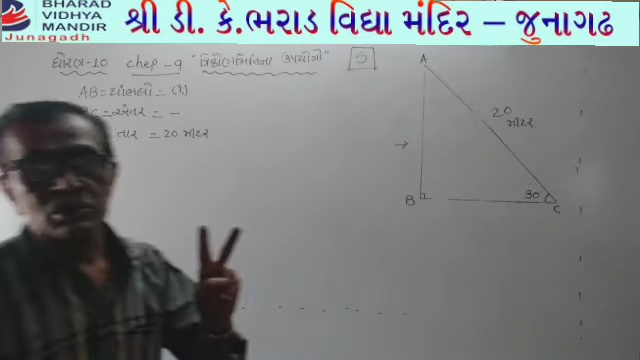 BHARAD
VIDHYA
MANDIR
Junagadh
શ્રી ડી. કે.ભરાડ વિદ્યા મંદિર – જુનાગઢ
ધોરણ-10 chep-9 "ત્રિકોણમિતિના ઉપયોગો" 5
AB = થાંભલો = (?)
BC = અંતર = -
તાર = 20 મીટર
A
20
મીટર
B
30
C